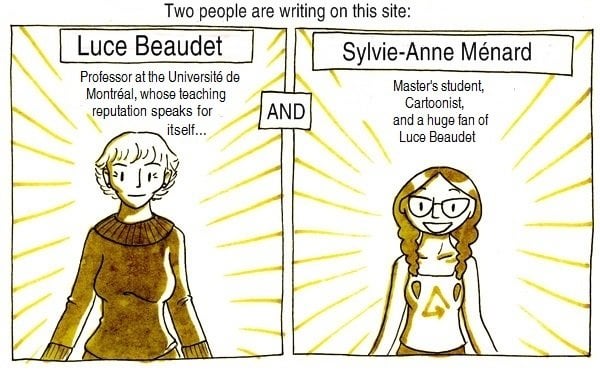 Two people are writing on this site:
Luce Beaudet
Professor at the Université de
Montréal, whose teaching
reputation speaks for
itself...
AND
Sylvie-Anne Ménard
Master's student,
Cartoonist,
and a huge fan of
Luce Beaudet